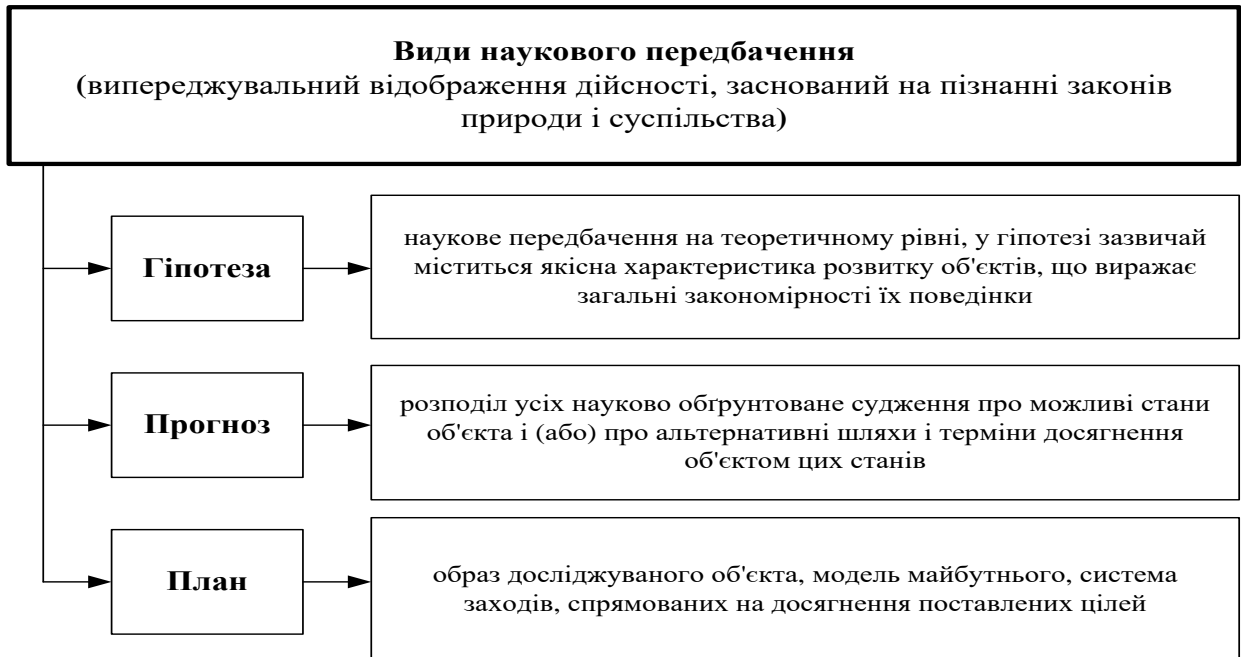 Види наукового передбачення
(випереджувальний відображення дійсності, заснований на пізнанні законів
природи і суспільства)
Гіпотеза
наукове передбачення на теоретичному рівні, у гіпотезі зазвичай
міститься якісна характеристика розвитку об'єктів, що виражає
загальні закономірності їх поведінки
Прогноз
розподіл усіх науково обґрунтоване судження про можливі стани
об'єкта і (або) про альтернативні шляхи і терміни досягнення
об'єктом цих станів
План
образ досліджуваного об'єкта, модель майбутнього, система
заходів, спрямованих на досягнення поставлених цілей